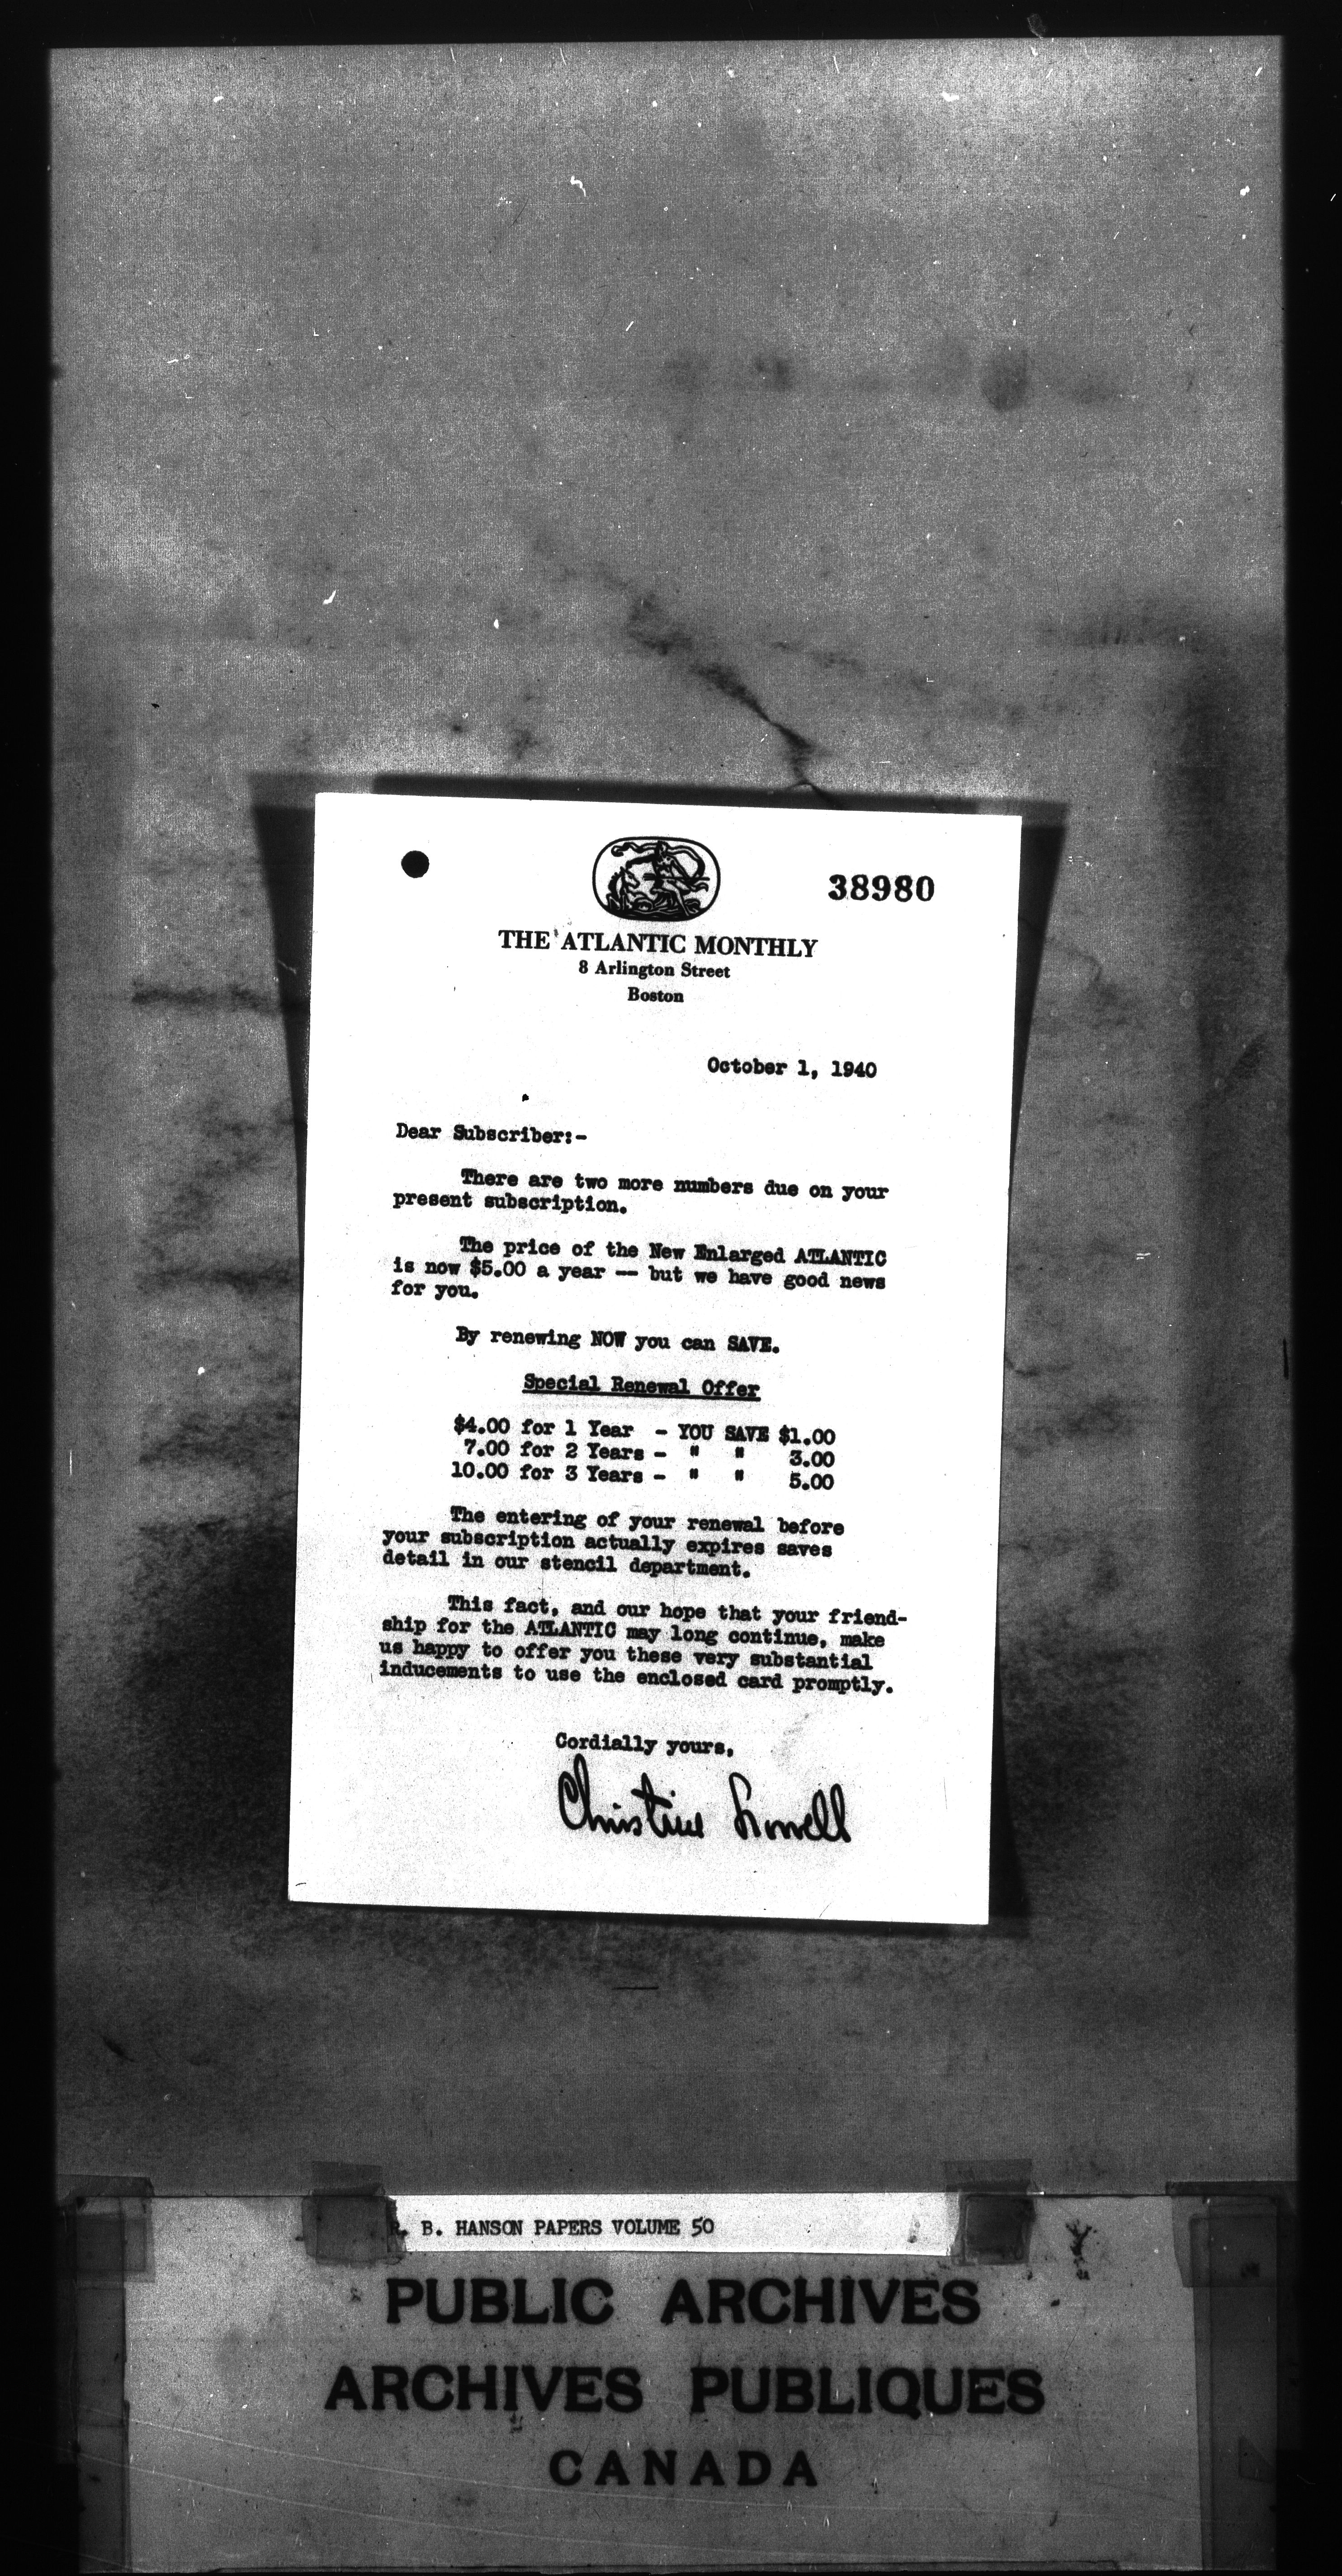 38980
THE ATLANTIC MONTHLY
8 Arlington Street
Boston
October 1, 1940
Dear Subscriber:-
There are two more numbers due on your
present subscription.
The price of the New Enlarged ATLANTIC
is now $5.00 a year -- but we have good news
for you.
By renewing NOW you can SAVE.
Special Renewal Offer
$4.00 for 1 Year - YOU SAVE $1.00
7.00 for 2 Years - " " 3.00
10.00 for 3 Years - " " 5.00
The entering of your renewal before
your subscription actually expires saves
detail in our stencil department.
This fact, and our hope that your friend-
ship for the ATLANTIC may long continue, make
us happy to offer you these very substantial
inducements to use the enclosed card promptly.
Cordially yours,
Christine
R. B. HANSON PAPERS VOLUME 50
PUBLIC ARCHIVES
ARCHIVES PUBLIQUES
CANADA